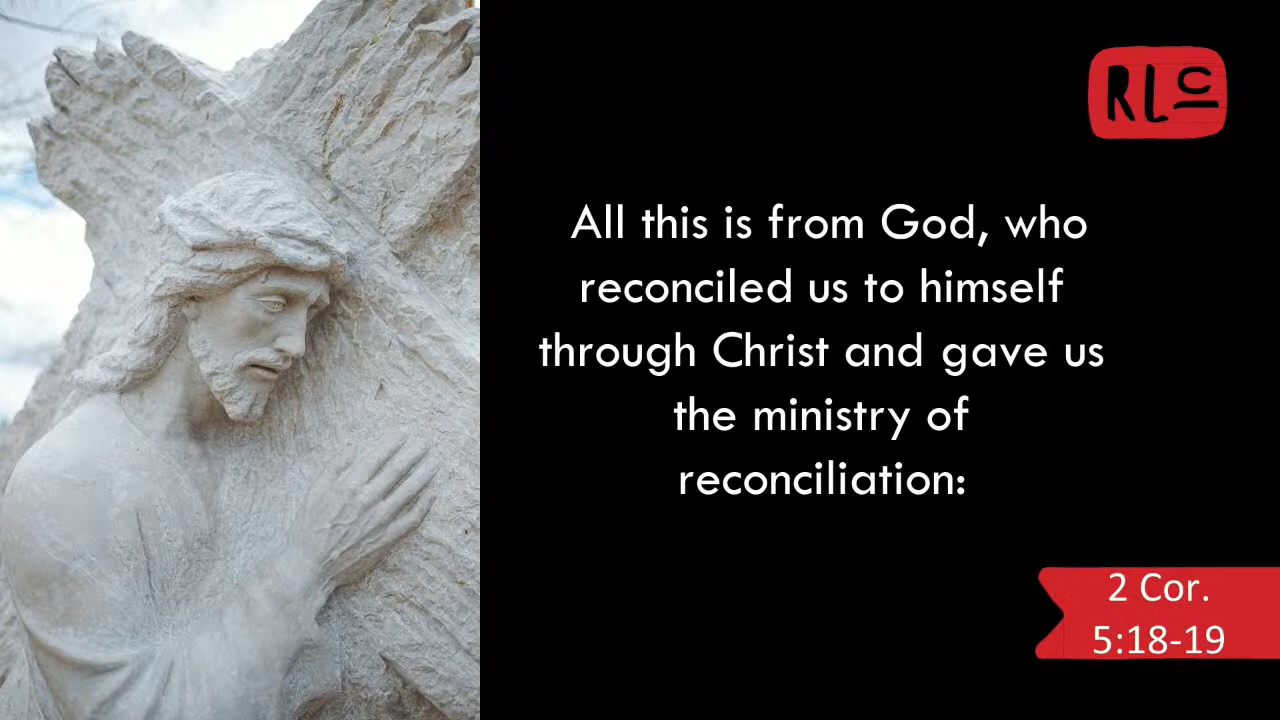 RLC
All this is from God, who
reconciled us to himself
through Christ and gave us
the ministry of
reconciliation:
2 Cor.
5:18-19